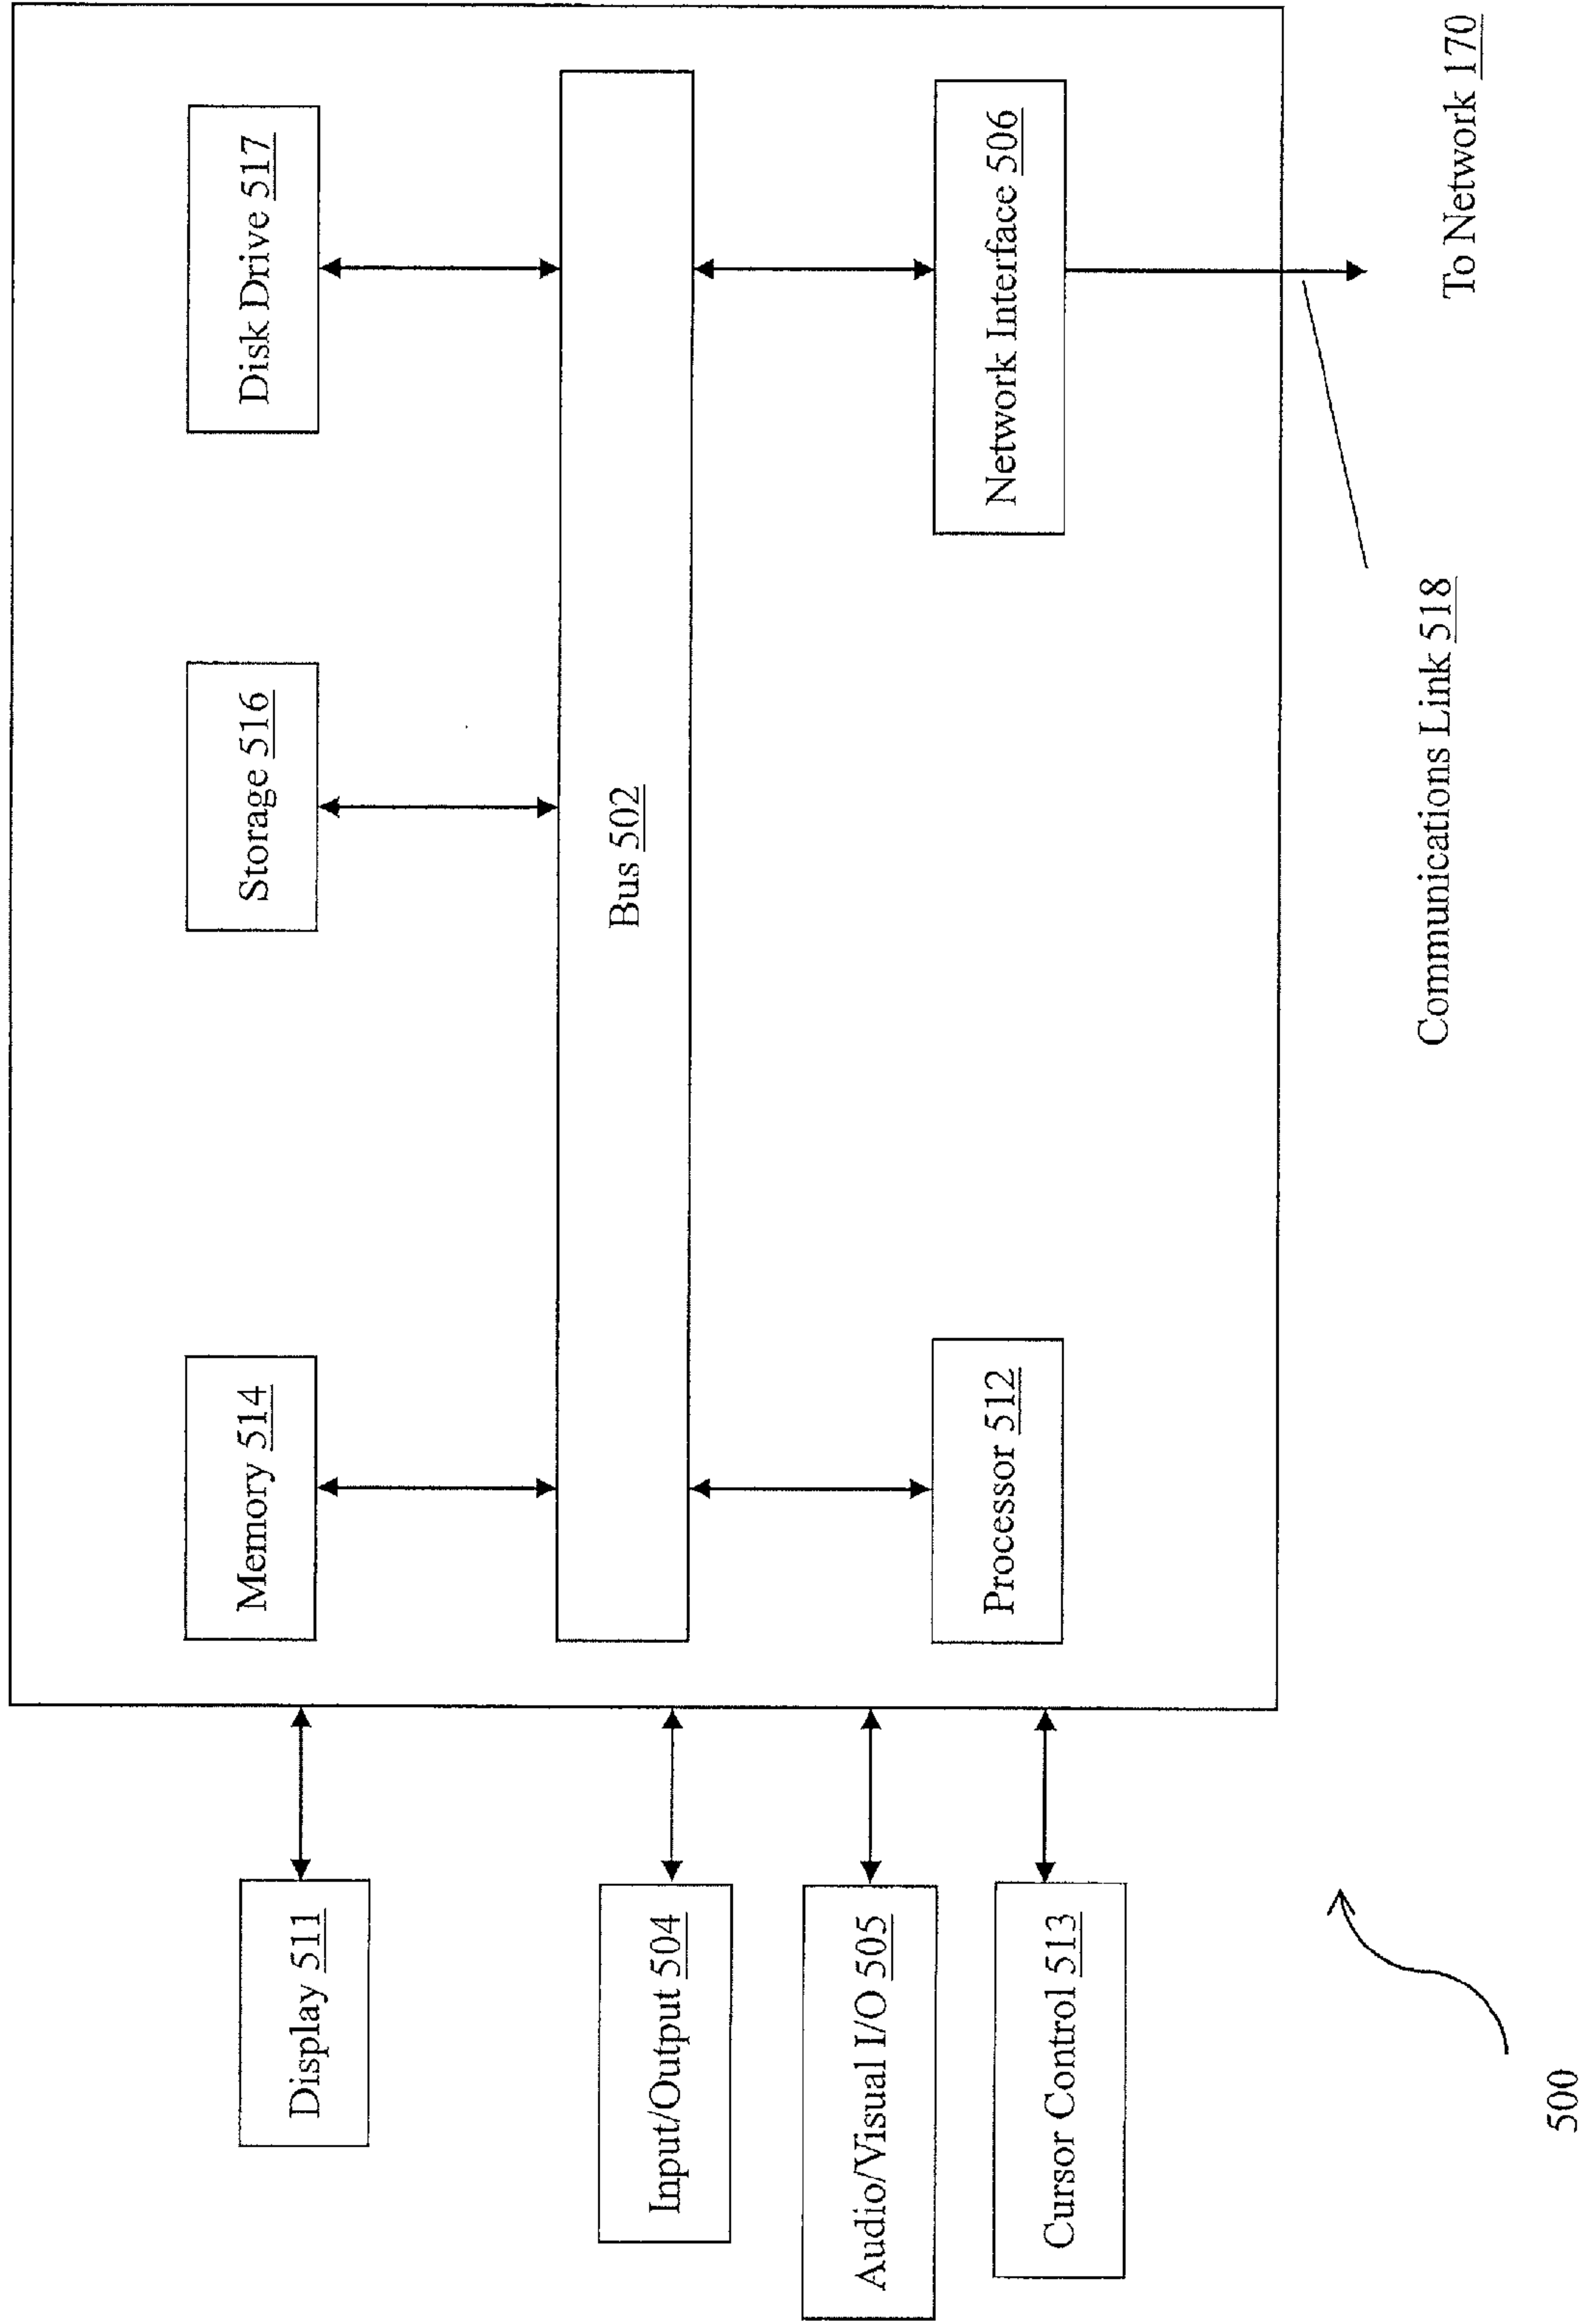 Memory 514
Storage 516
Disk Drive 517
Display 511
Bus 502
Input/Output 504
Audio/Visual I/O 505
Processor 512
Network Interface 506
Cursor Control 513
Communications Link 518
To Network 170
500